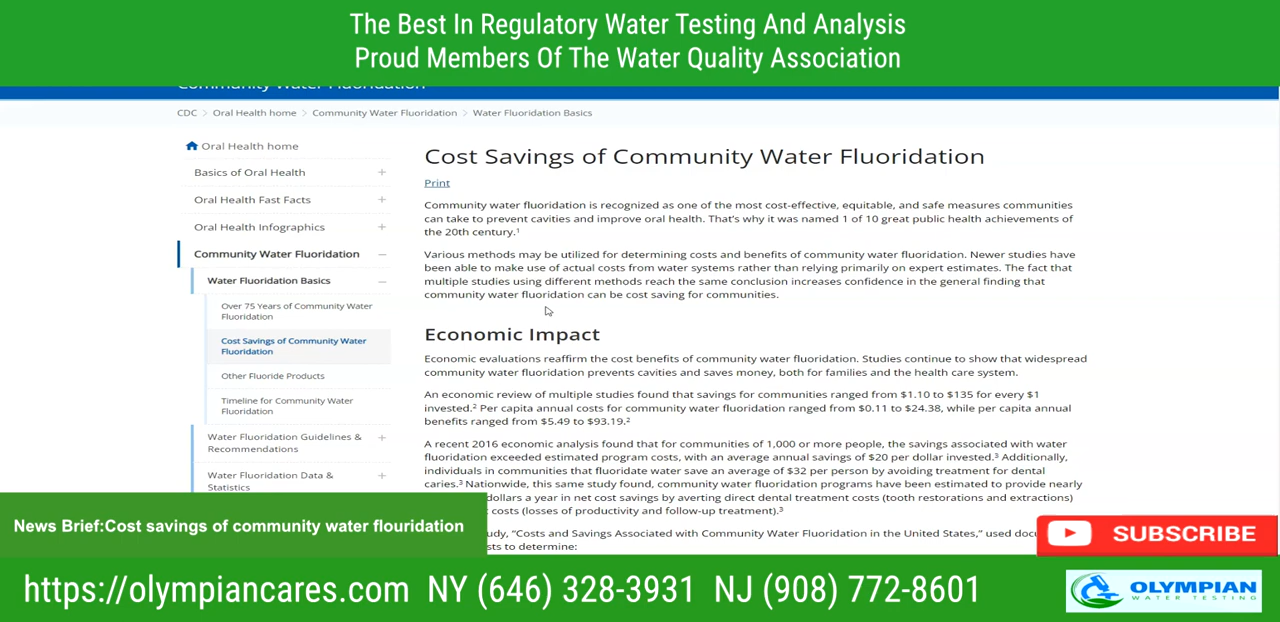 The Best In Regulatory Water Testing And Analysis
Proud Members Of The Water Quality Association
Community Water Fluoridation
CDC > Oral Health home > Community Water Fluoridation > Water Fluoridation Basics
Oral Health home
Basics of Oral Health +
Oral Health Fast Facts +
Oral Health Infographics +
Community Water Fluoridation –
Water Fluoridation Basics –
Over 75 Years of Community Water
Fluoridation
Cost Savings of Community Water
Fluoridation
Other Fluoride Products
Timeline for Community Water
Fluoridation
Water Fluoridation Guidelines & +
Recommendations
Water Fluoridation Data & +
Statistics
Cost Savings of Community Water Fluoridation
Print
Community water fluoridation is recognized as one of the most cost-effective, equitable, and safe measures communities
can take to prevent cavities and improve oral health. That's why it was named 1 of 10 great public health achievements of
the 20th century.¹
Various methods may be utilized for determining costs and benefits of community water fluoridation. Newer studies have
been able to make use of actual costs from water systems rather than relying primarily on expert estimates. The fact that
multiple studies using different methods reach the same conclusion increases confidence in the general finding that
community water fluoridation can be cost saving for communities.
Economic Impact
Economic evaluations reaffirm the cost benefits of community water fluoridation. Studies continue to show that widespread
community water fluoridation prevents cavities and saves money, both for families and the health care system.
An economic review of multiple studies found that savings for communities ranged from $1.10 to $135 for every $1
invested.² Per capita annual costs for community water fluoridation ranged from $0.11 to $24.38, while per capita annual
benefits ranged from $5.49 to $93.19.²
A recent 2016 economic analysis found that for communities of 1,000 or more people, the savings associated with water
fluoridation exceeded estimated program costs, with an average annual savings of $20 per dollar invested.³ Additionally,
individuals in communities that fluoridate water save an average of $32 per person by avoiding treatment for dental
caries.³ Nationwide, this same study found, community water fluoridation programs have been estimated to provide nearly
dollars a year in net cost savings by averting direct dental treatment costs (tooth restorations and extractions)
costs (losses of productivity and follow-up treatment).³
"Costs and Savings Associated with Community Water Fluoridation in the United States," used
to determine:
News Brief:Cost savings of community water flouridation
SUBSCRIBE
https://olympiancares.com NY (646) 328-3931 NJ (908) 772-8601
OLYMPIAN
WATER TESTING